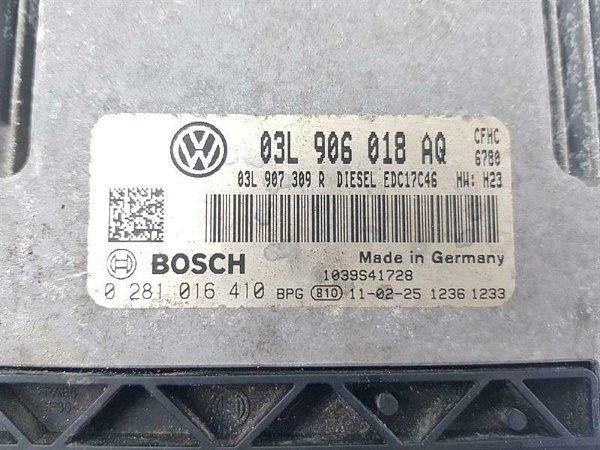 03L 906 018 AQ CFHC
6780
03L 907 309 R DIESEL EDC17C46 HW: H23
BOSCH Made in Germany
1039S41728
0 281 016 410 BPG 810 11-02-25 1236 1233